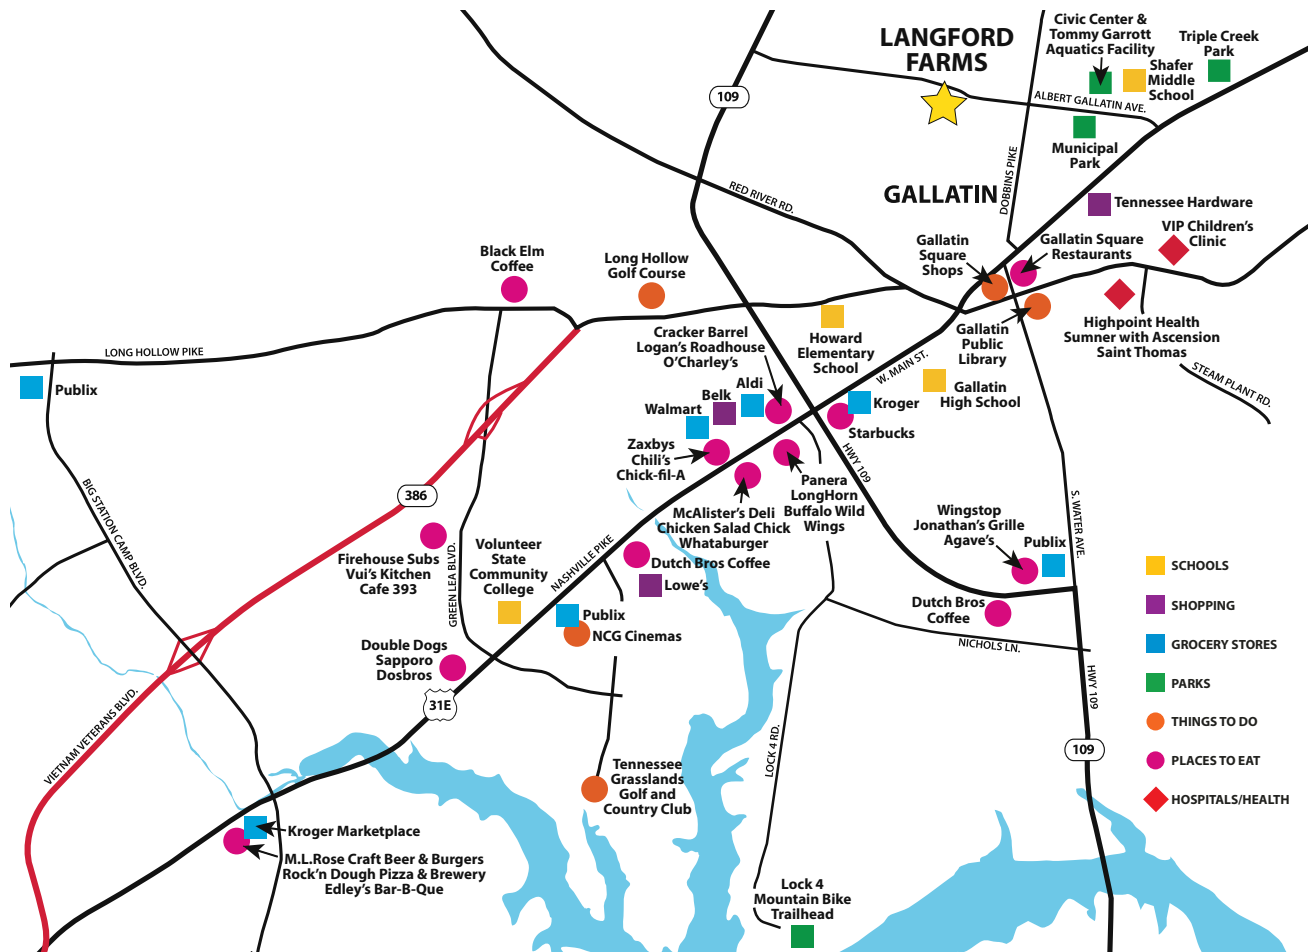 LANGFORD
FARMS
Civic Center &
Tommy Garrott
Aquatics Facility
Triple Creek
Park
Shafer
Middle
School
109
ALBERT GALLATIN AVE.
Municipal
Park
DOBBINS PIKE
RED RIVER RD.
GALLATIN
Tennessee Hardware
VIP Children's
Clinic
Gallatin
Square
Shops
Gallatin Square
Restaurants
Black Elm
Coffee
Long Hollow
Golf Course
Gallatin
Public
Library
Highpoint Health
Sumner with Ascension
Saint Thomas
Cracker Barrel
Logan's Roadhouse
O'Charley's
Howard
Elementary
School
LONG HOLLOW PIKE
W. MAIN ST.
STEAM PLANT RD.
Publix
Aldi
Belk
Walmart
Kroger
Gallatin
High School
Starbucks
Zaxbys
Chili's
Chick-fil-A
HWY 109
Panera
LongHorn
Buffalo Wild
Wings
BIG STATION CAMP BLVD.
386
McAlister's Deli
Chicken Salad Chick
Whataburger
Wingstop
Jonathan's Grille
Agave's
Publix
S. WATER AVE.
Firehouse Subs
Vui's Kitchen
Cafe 393
GREEN LEA BLVD.
Volunteer
State
Community
College
NASHVILLE PIKE
Dutch Bros Coffee
Lowe's
Publix
NCG Cinemas
Dutch Bros
Coffee
NICHOLS LN.
SCHOOLS
SHOPPING
GROCERY STORES
PARKS
THINGS TO DO
PLACES TO EAT
HOSPITALS/HEALTH
Double Dogs
Sapporo
Dosbros
31E
VIETNAM VETERANS BLVD.
HWY 109
109
LOCK 4 RD.
Tennessee
Grasslands
Golf and
Country Club
Kroger Marketplace
M.L.Rose Craft Beer & Burgers
Rock'n Dough Pizza & Brewery
Edley's Bar-B-Que
Lock 4
Mountain Bike
Trailhead